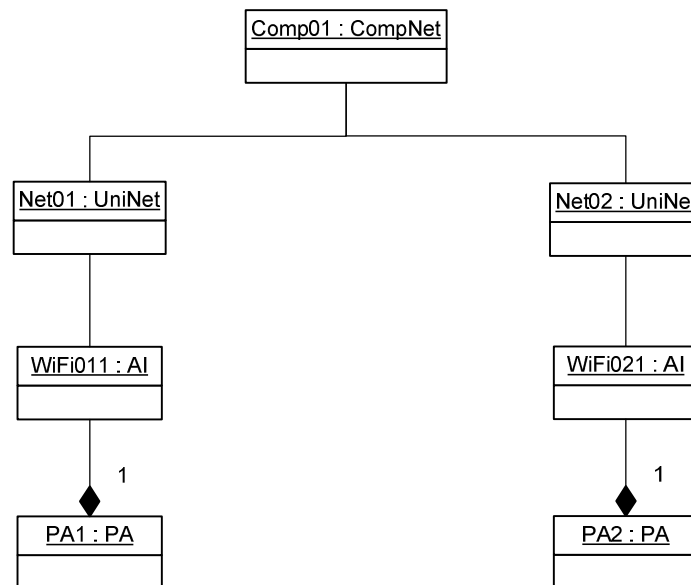 Comp01 : CompNet
Net01 : UniNet
Net02 : UniNe
WiFi011 : AI
WiFi021 : AI
1
1
PA1 : PA
PA2 : PA